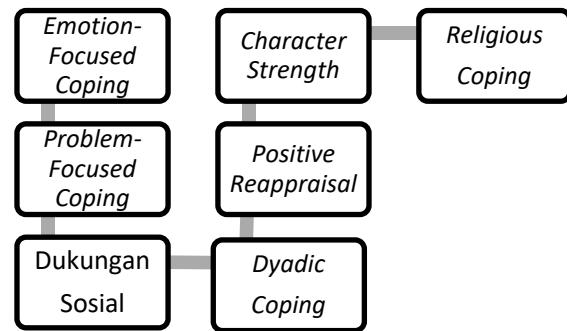 Emotion-
Focused
Coping
Problem-
Focused
Coping
Dukungan
Sosial
Dyadic
Coping
Positive
Reappraisal
Character
Strength
Religious
Coping